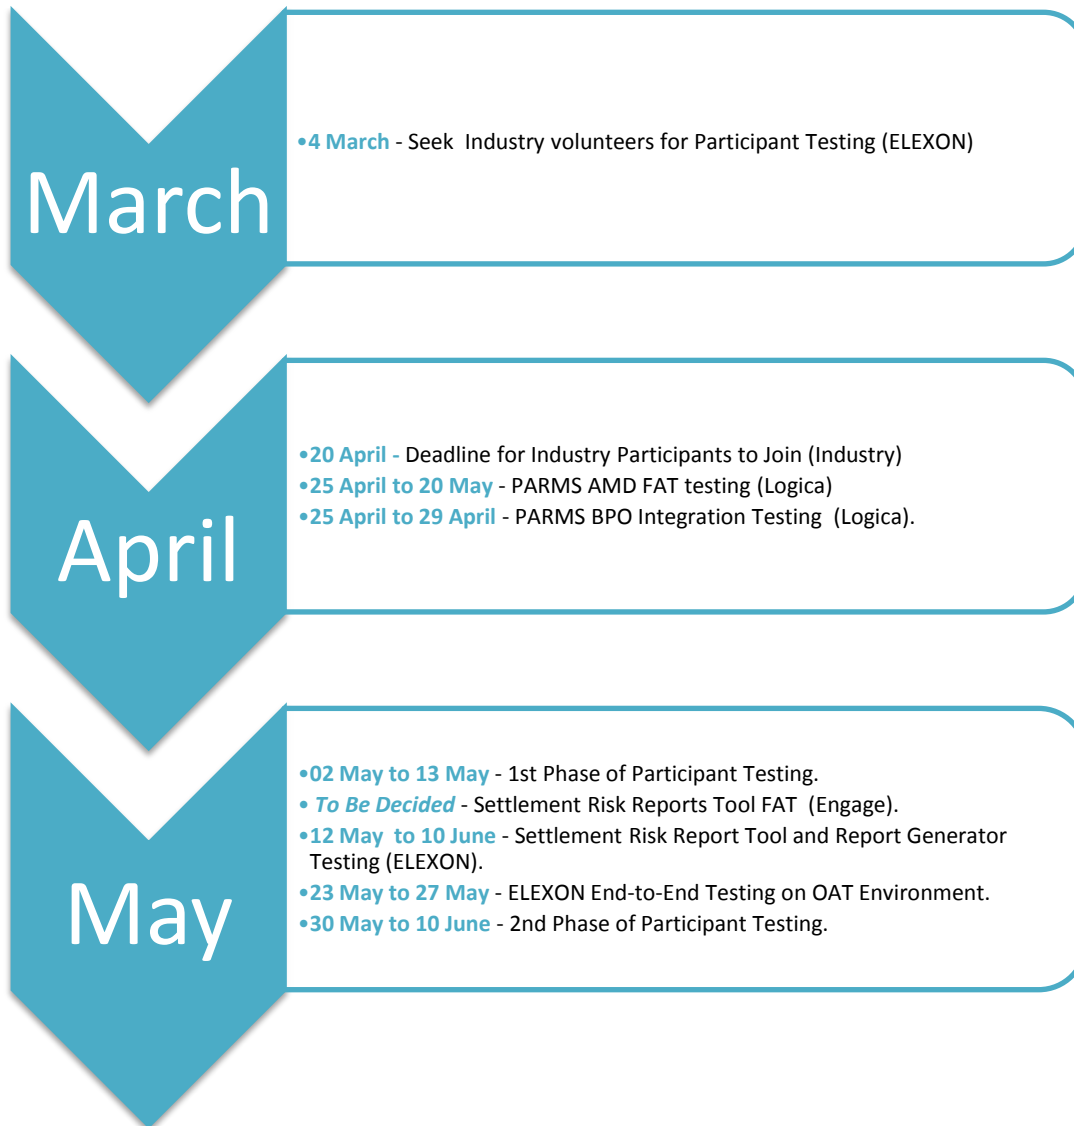 March
•4 March - Seek Industry volunteers for Participant Testing (ELEXON)
April
•20 April - Deadline for Industry Participants to Join (Industry)
•25 April to 20 May - PARMS AMD FAT testing (Logica)
•25 April to 29 April - PARMS BPO Integration Testing (Logica).
May
•02 May to 13 May - 1st Phase of Participant Testing.
• To Be Decided - Settlement Risk Reports Tool FAT (Engage).
•12 May to 10 June - Settlement Risk Report Tool and Report Generator
Testing (ELEXON).
•23 May to 27 May - ELEXON End-to-End Testing on OAT Environment.
•30 May to 10 June - 2nd Phase of Participant Testing.